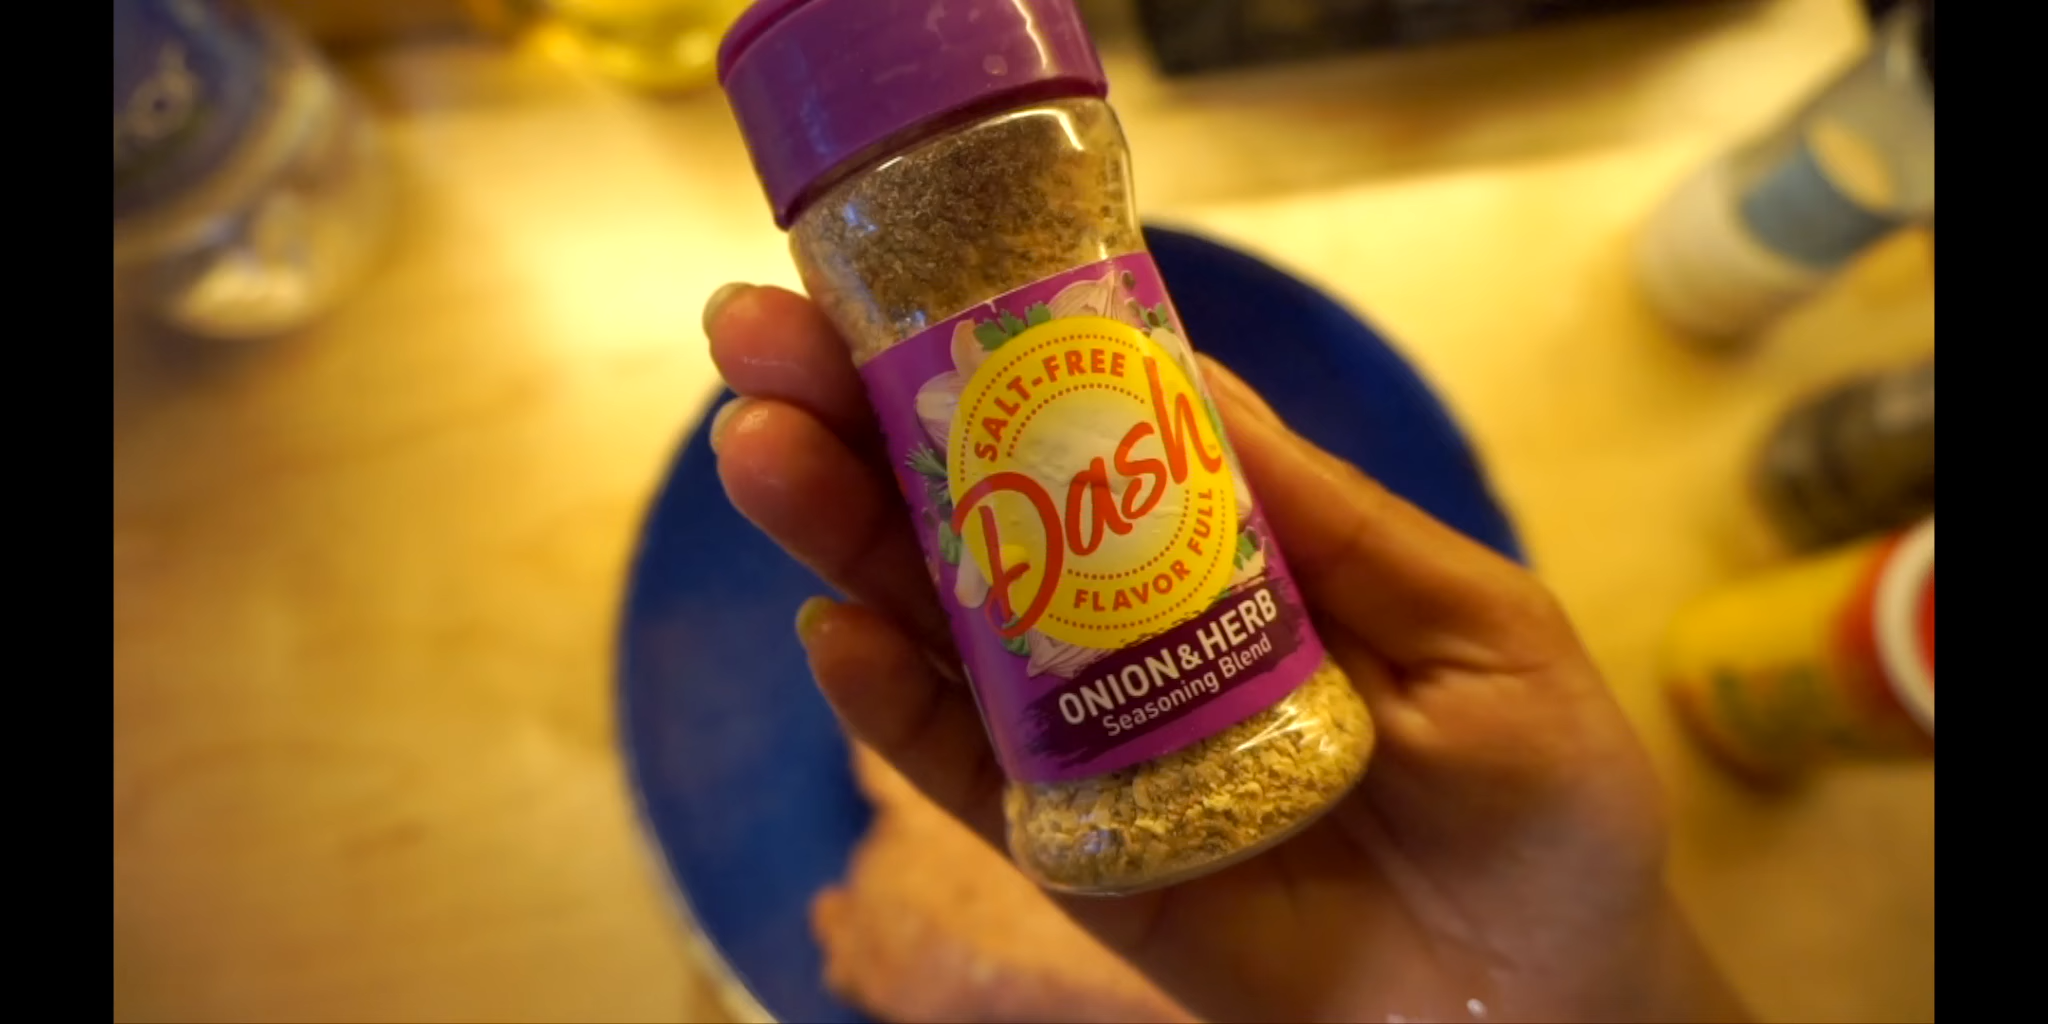 SALT-FREE
Dash
FLAVOR FULL
ONION & HERB
Seasoning Blend